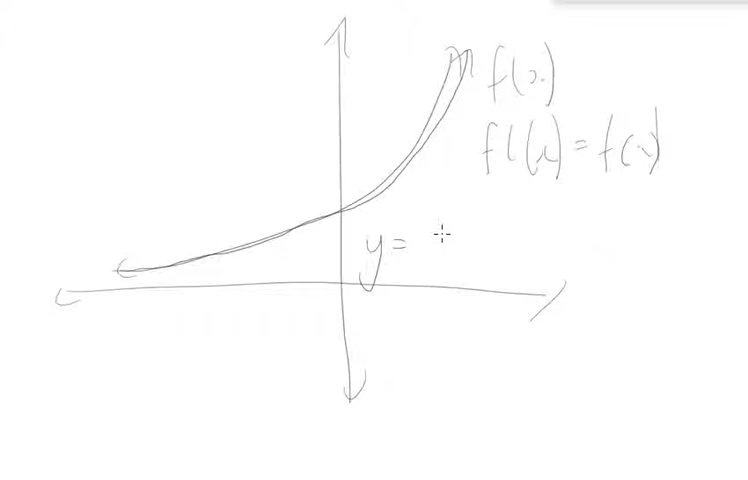 f(x)
f'(x) = f(x)
y =